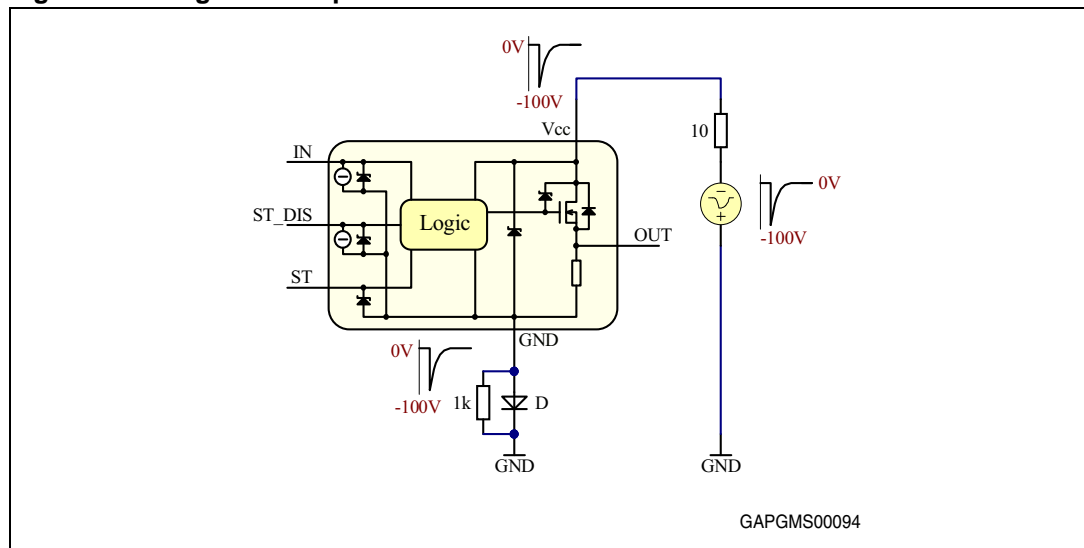 0V
-100V
Vcc
10
IN
0V
-100V
ST_DIS
Logic
OUT
ST
GND
0V
-100V
1k
D
GND
GND
GAPGMS00094